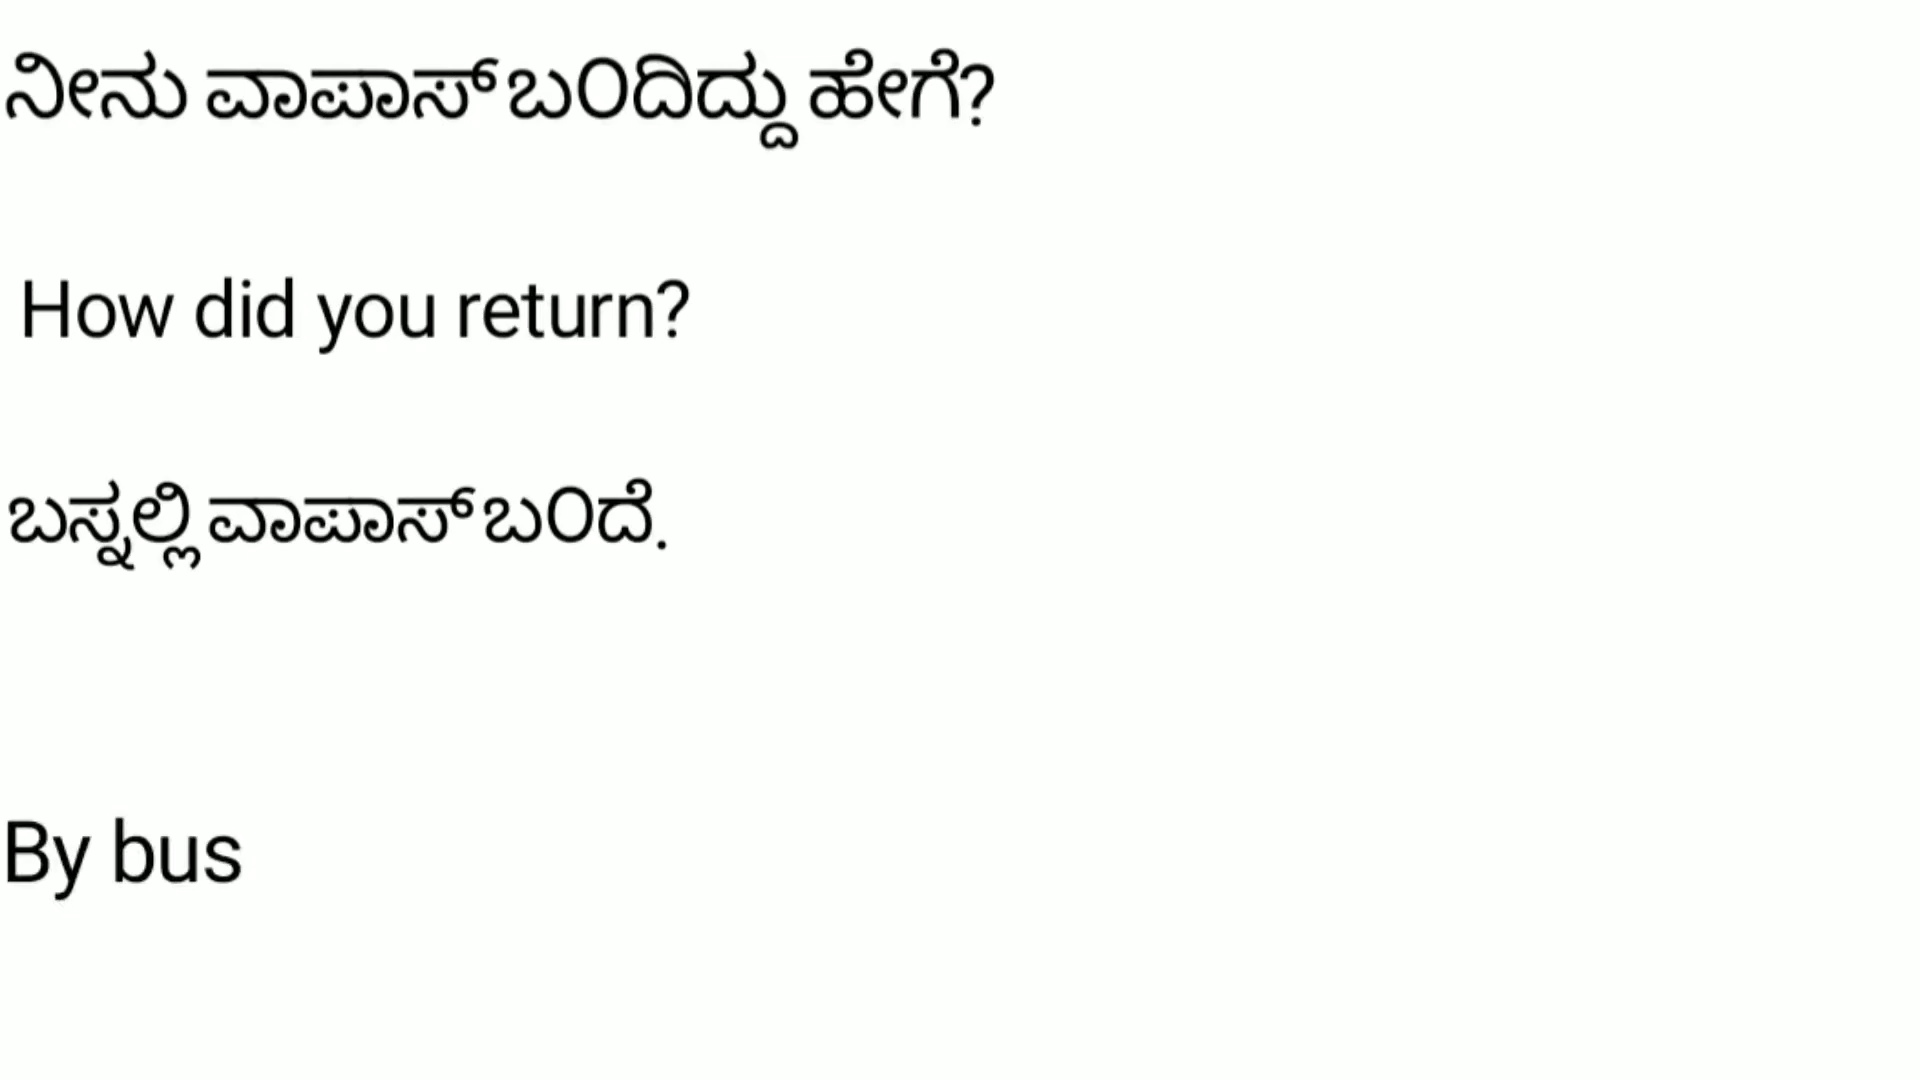 ನೀನು ವಾಪಾಸ್ ಬಂದಿದ್ದು ಹೇಗೆ?
How did you return?
ಬಸ್ನಲ್ಲಿ ವಾಪಾಸ್ ಬಂದೆ.
By bus